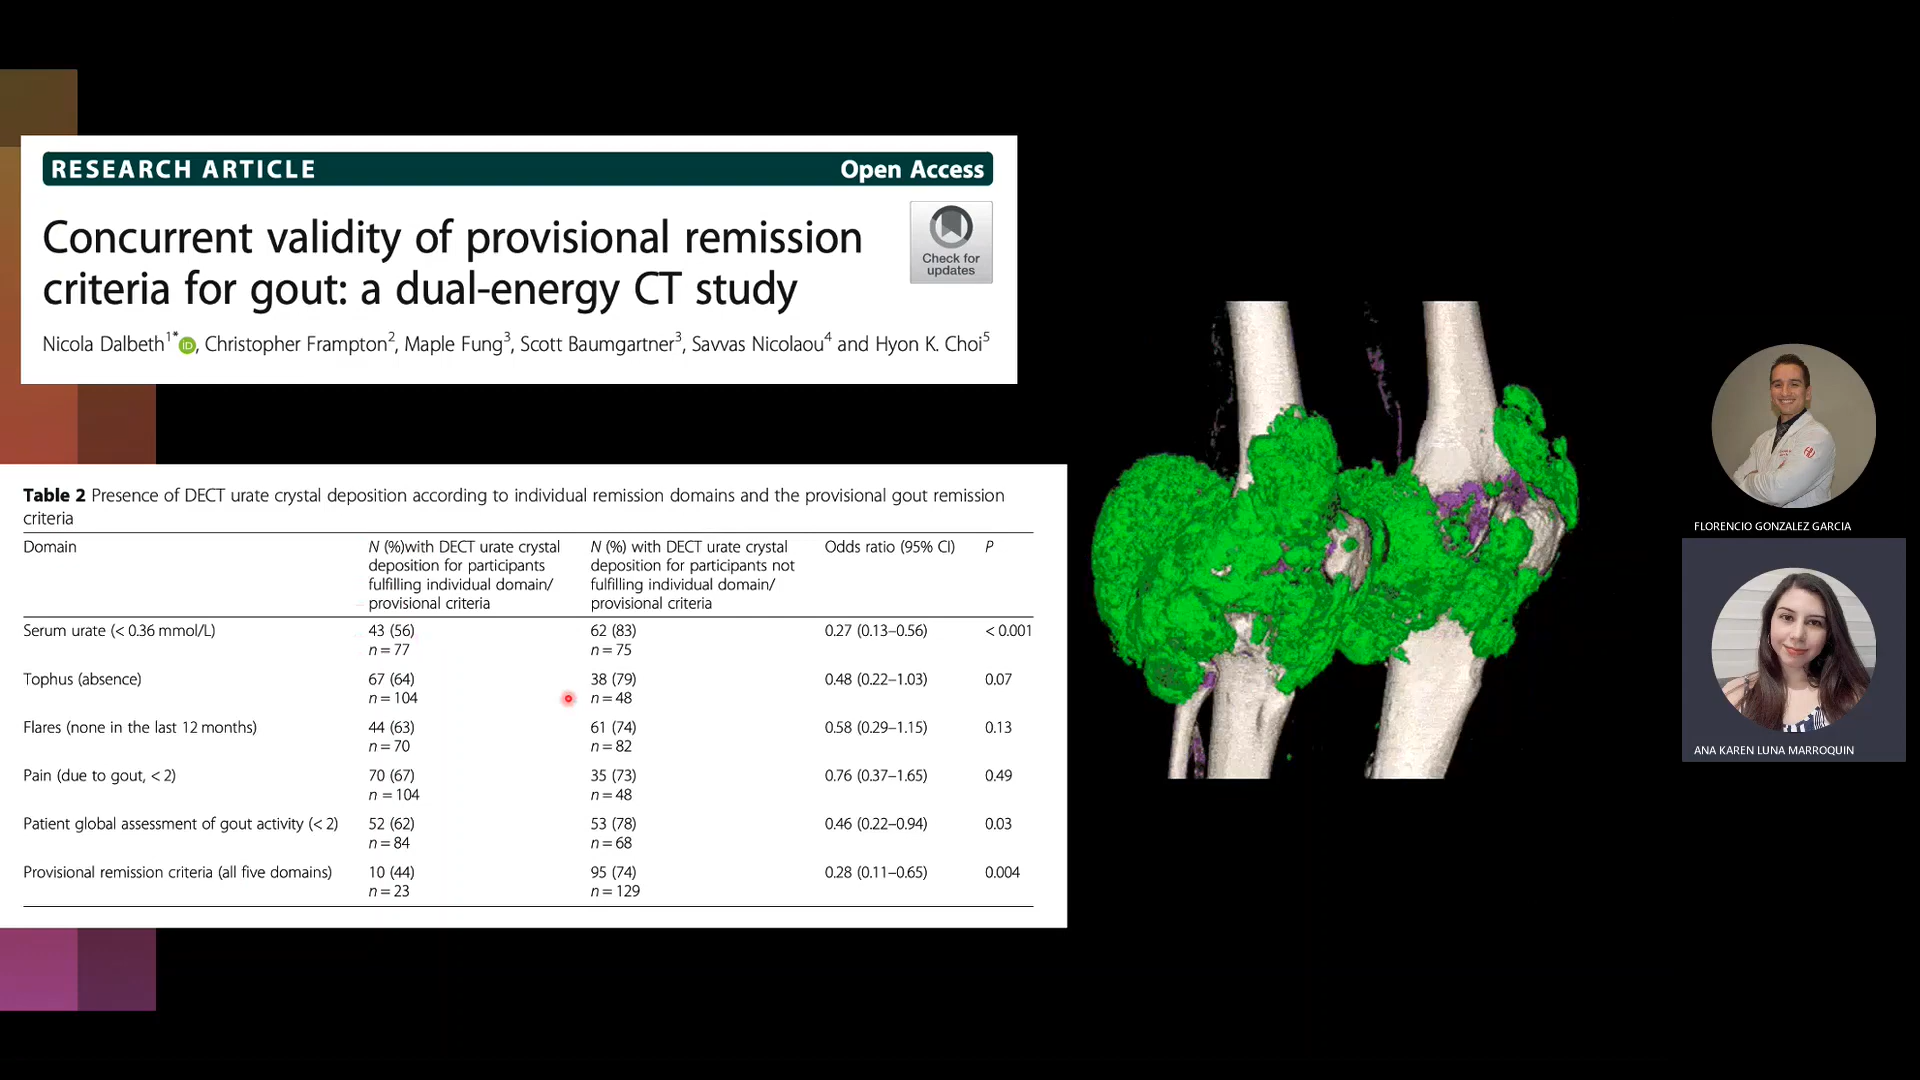 RESEARCH ARTICLE Open Access
Concurrent validity of provisional remission
criteria for gout: a dual-energy CT study
Check for
updates
Nicola Dalbeth1* iD, Christopher Frampton2, Maple Fung3, Scott Baumgartner3, Savvas Nicolaou4 and Hyon K. Choi5
Table 2 Presence of DECT urate crystal deposition according to individual remission domains and the provisional gout remission
criteria
Domain N (%)with DECT urate crystal N (%) with DECT urate crystal Odds ratio (95% CI) P
deposition for participants deposition for participants not
fulfilling individual domain/ fulfilling individual domain/
provisional criteria provisional criteria
Serum urate (< 0.36 mmol/L) 43 (56) 62 (83) 0.27 (0.13–0.56) < 0.001
n = 77 n = 75
Tophus (absence) 67 (64) 38 (79) 0.48 (0.22–1.03) 0.07
n = 104 n = 48
Flares (none in the last 12 months) 44 (63) 61 (74) 0.58 (0.29–1.15) 0.13
n = 70 n = 82
Pain (due to gout, < 2) 70 (67) 35 (73) 0.76 (0.37–1.65) 0.49
n = 104 n = 48
Patient global assessment of gout activity (< 2) 52 (62) 53 (78) 0.46 (0.22–0.94) 0.03
n = 84 n = 68
Provisional remission criteria (all five domains) 10 (44) 95 (74) 0.28 (0.11–0.65) 0.004
n = 23 n = 129
FLORENCIO GONZALEZ GARCIA
ANA KAREN LUNA MARROQUIN